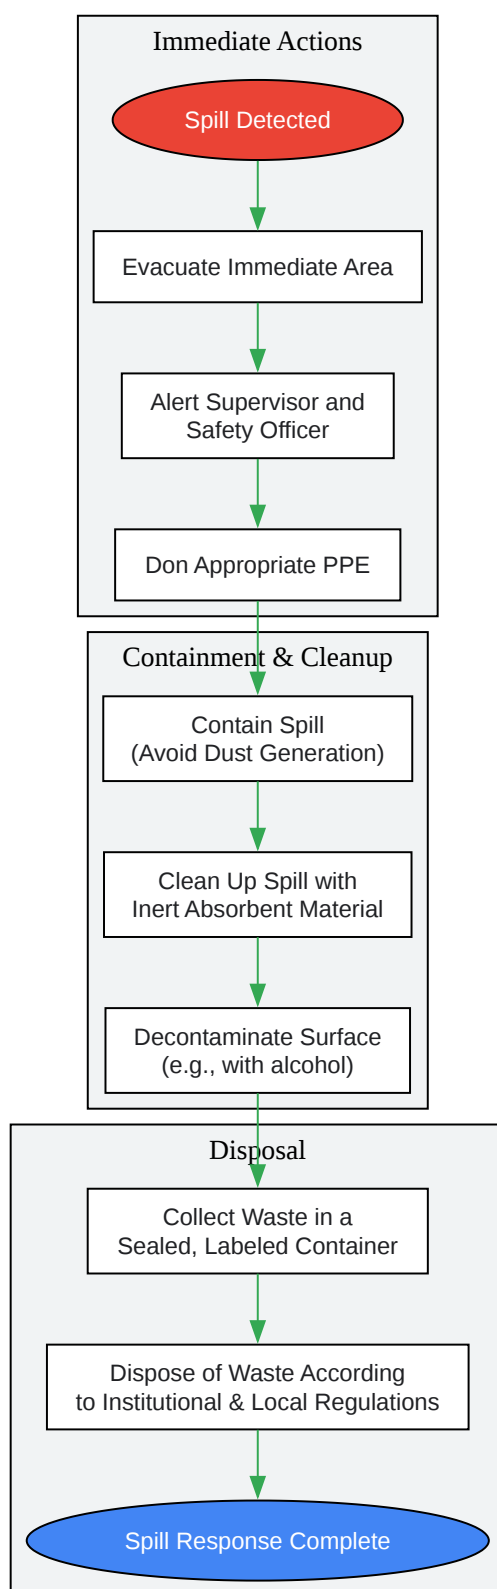 Immediate Actions
Spill Detected
Evacuate Immediate Area
Alert Supervisor and
Safety Officer
Don Appropriate PPE
Containment & Cleanup
Contain Spill
(Avoid Dust Generation)
Clean Up Spill with
Inert Absorbent Material
Decontaminate Surface
(e.g., with alcohol)
Disposal
Collect Waste in a
Sealed, Labeled Container
Dispose of Waste According
to Institutional & Local Regulations
Spill Response Complete